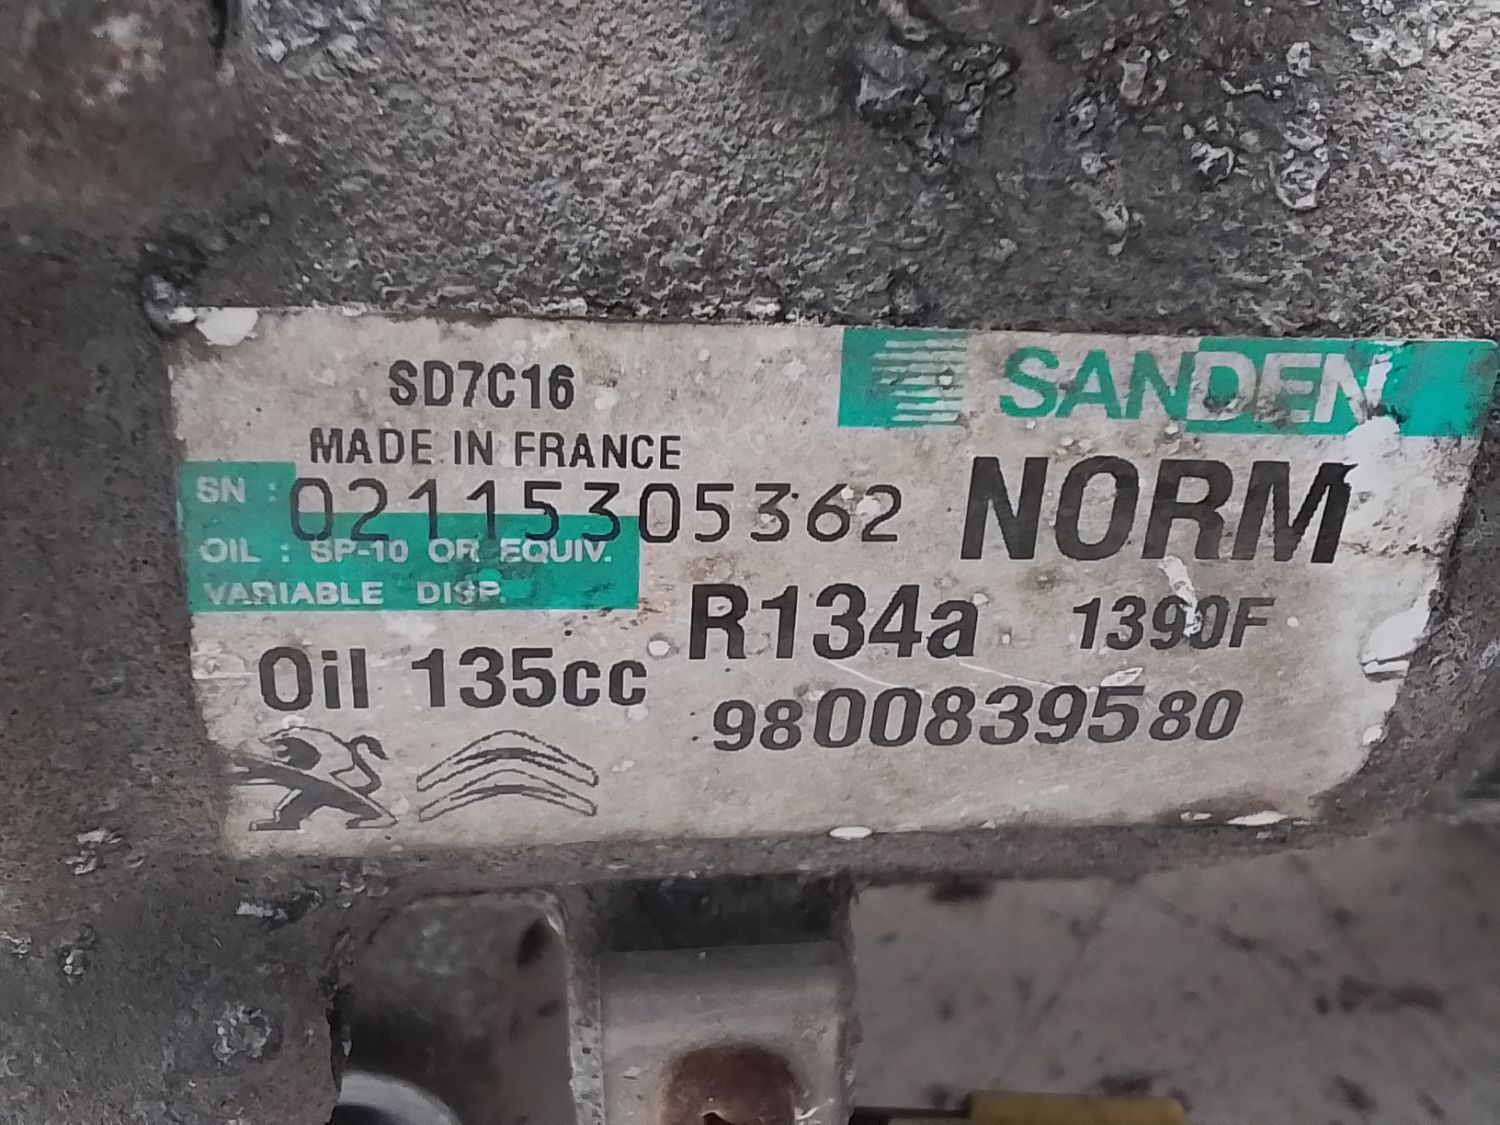 SD7C16
SANDEN
MADE IN FRANCE
SN : 02115305362
NORM
OIL : SP-10 OR EQUIV.
VARIABLE DISP.
R134a 1390F
Oil 135cc
9800839580